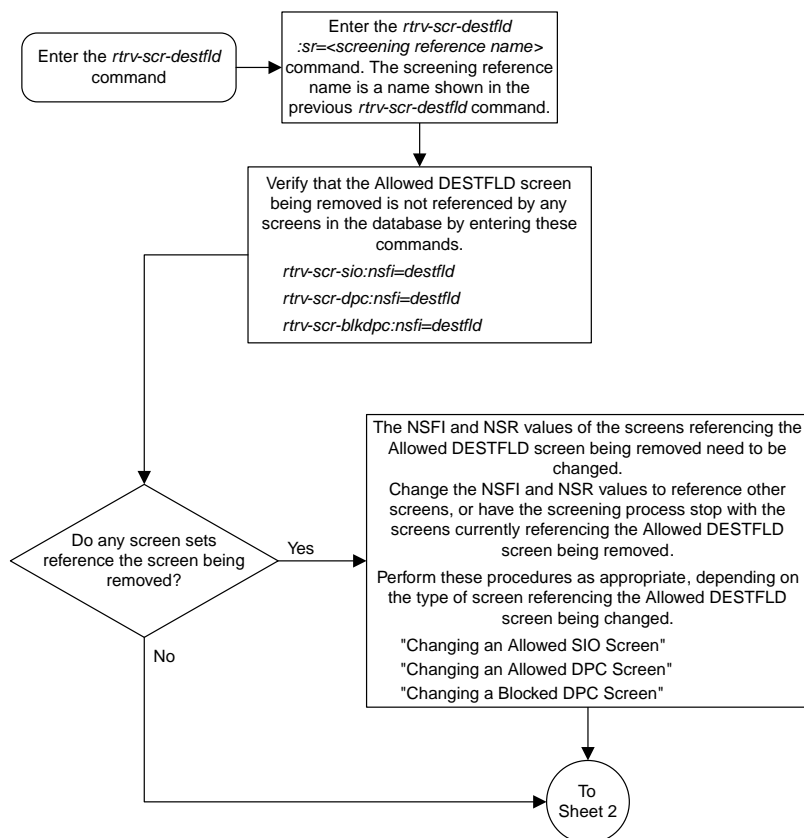 Enter the rtrv-scr-destfld
command
Enter the rtrv-scr-destfld
:sr=<screening reference name>
command. The screening reference
name is a name shown in the
previous rtrv-scr-destfld command.
Verify that the Allowed DESTFLD screen
being removed is not referenced by any
screens in the database by entering these
commands.
rtrv-scr-sio:nsfi=destfld
rtrv-scr-dpc:nsfi=destfld
rtrv-scr-blkdpc:nsfi=destfld
Do any screen sets
reference the screen being
removed?
Yes
No
The NSFI and NSR values of the screens referencing the
Allowed DESTFLD screen being removed need to be
changed.
Change the NSFI and NSR values to reference other
screens, or have the screening process stop with the
screens currently referencing the Allowed DESTFLD
screen being removed.
Perform these procedures as appropriate, depending on
the type of screen referencing the Allowed DESTFLD
screen being changed.
"Changing an Allowed SIO Screen"
"Changing an Allowed DPC Screen"
"Changing a Blocked DPC Screen"
To
Sheet 2